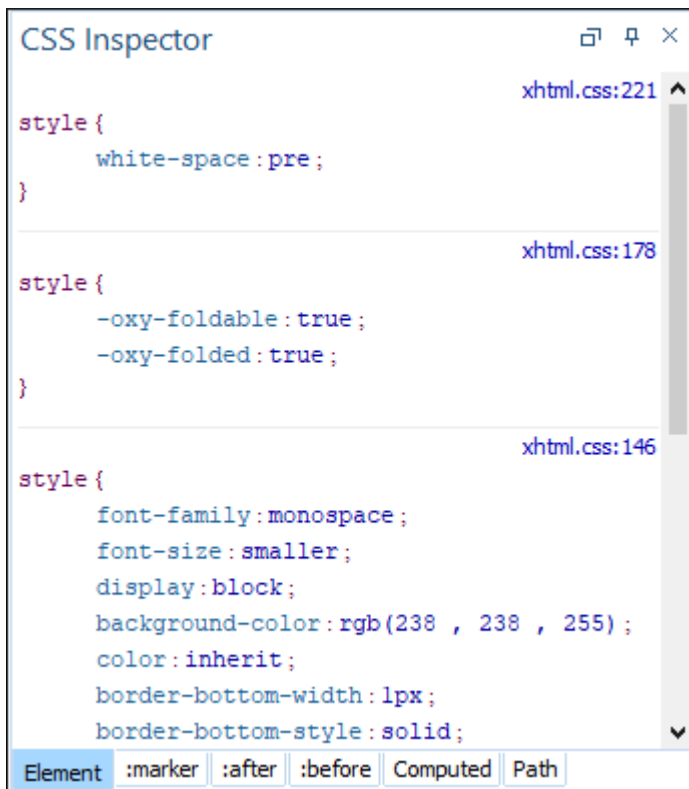 CSS Inspector
xhtml.css:221
style {
white-space : pre ;
}
xhtml.css:178
style {
-oxy-foldable : true ;
-oxy-folded : true ;
}
xhtml.css:146
style {
font-family : monospace ;
font-size : smaller ;
display : block ;
background-color : rgb(238 , 238 , 255) ;
color : inherit ;
border-bottom-width : 1px ;
border-bottom-style : solid ;
Element :marker :after :before Computed Path